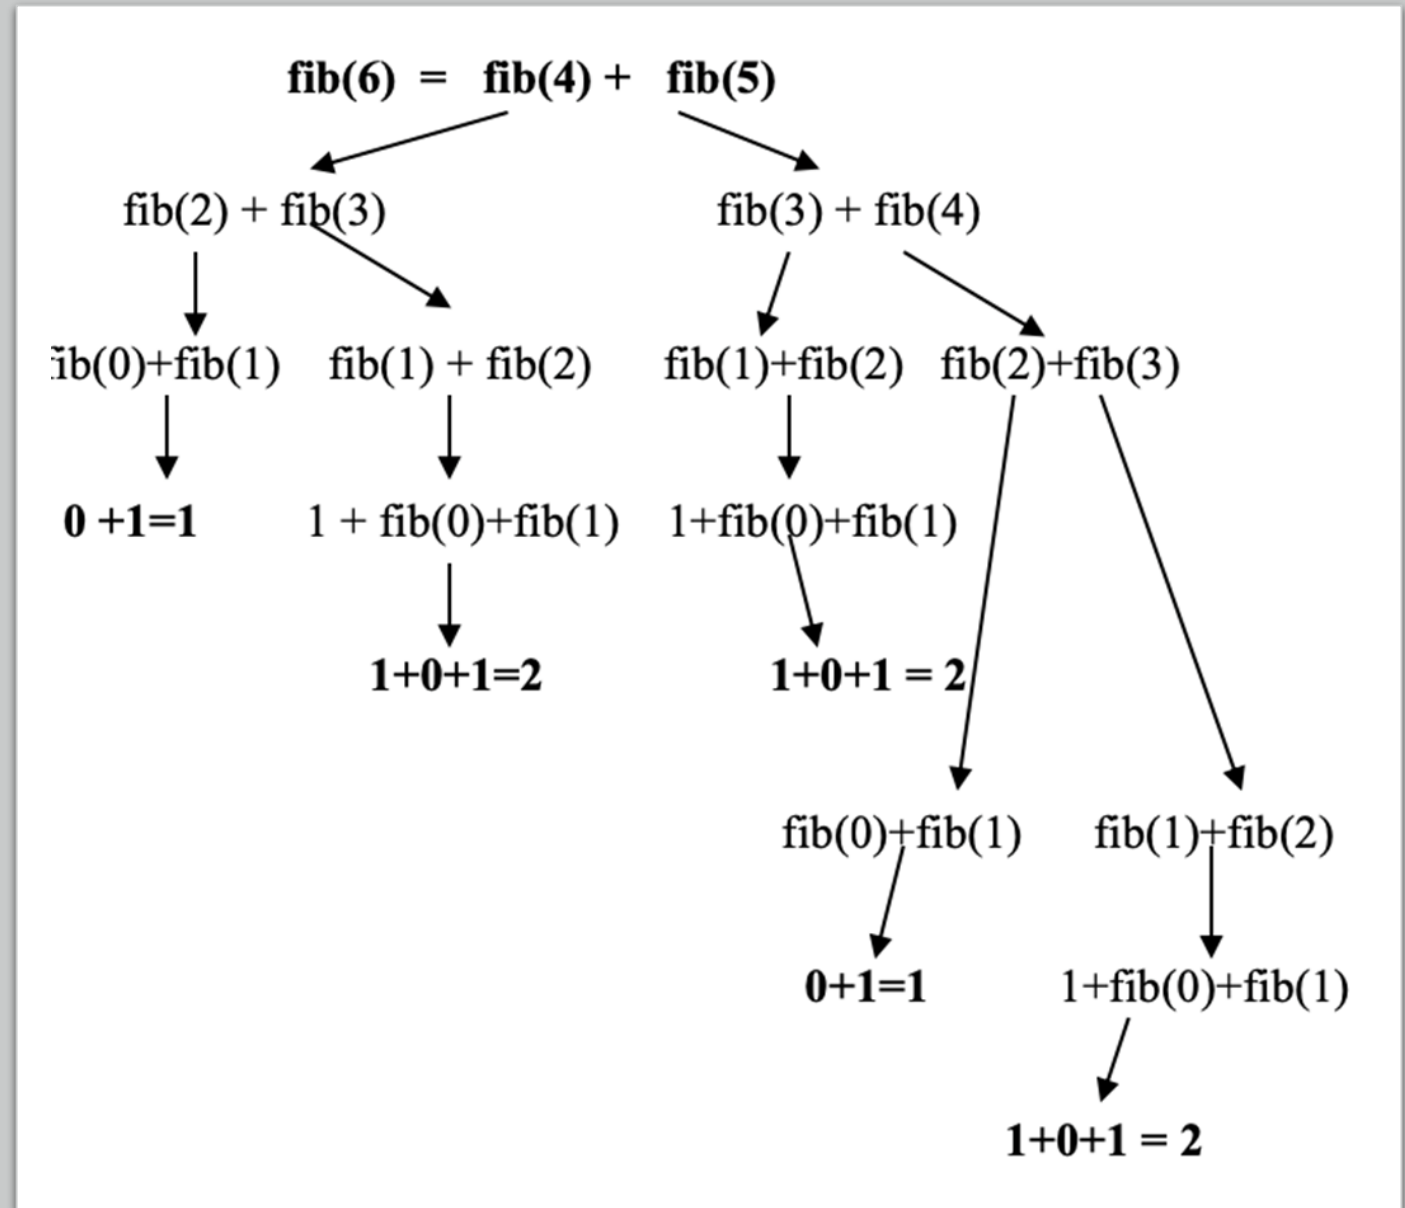 fib(6) = fib(4) + fib(5)
fib(2) + fib(3) fib(3) + fib(4)
ib(0)+fib(1) fib(1) + fib(2) fib(1)+fib(2) fib(2)+fib(3)
0 +1=1 1 + fib(0)+fib(1) 1+fib(0)+fib(1)
1+0+1=2 1+0+1 = 2
fib(0)+fib(1) fib(1)+fib(2)
0+1=1 1+fib(0)+fib(1)
1+0+1 = 2